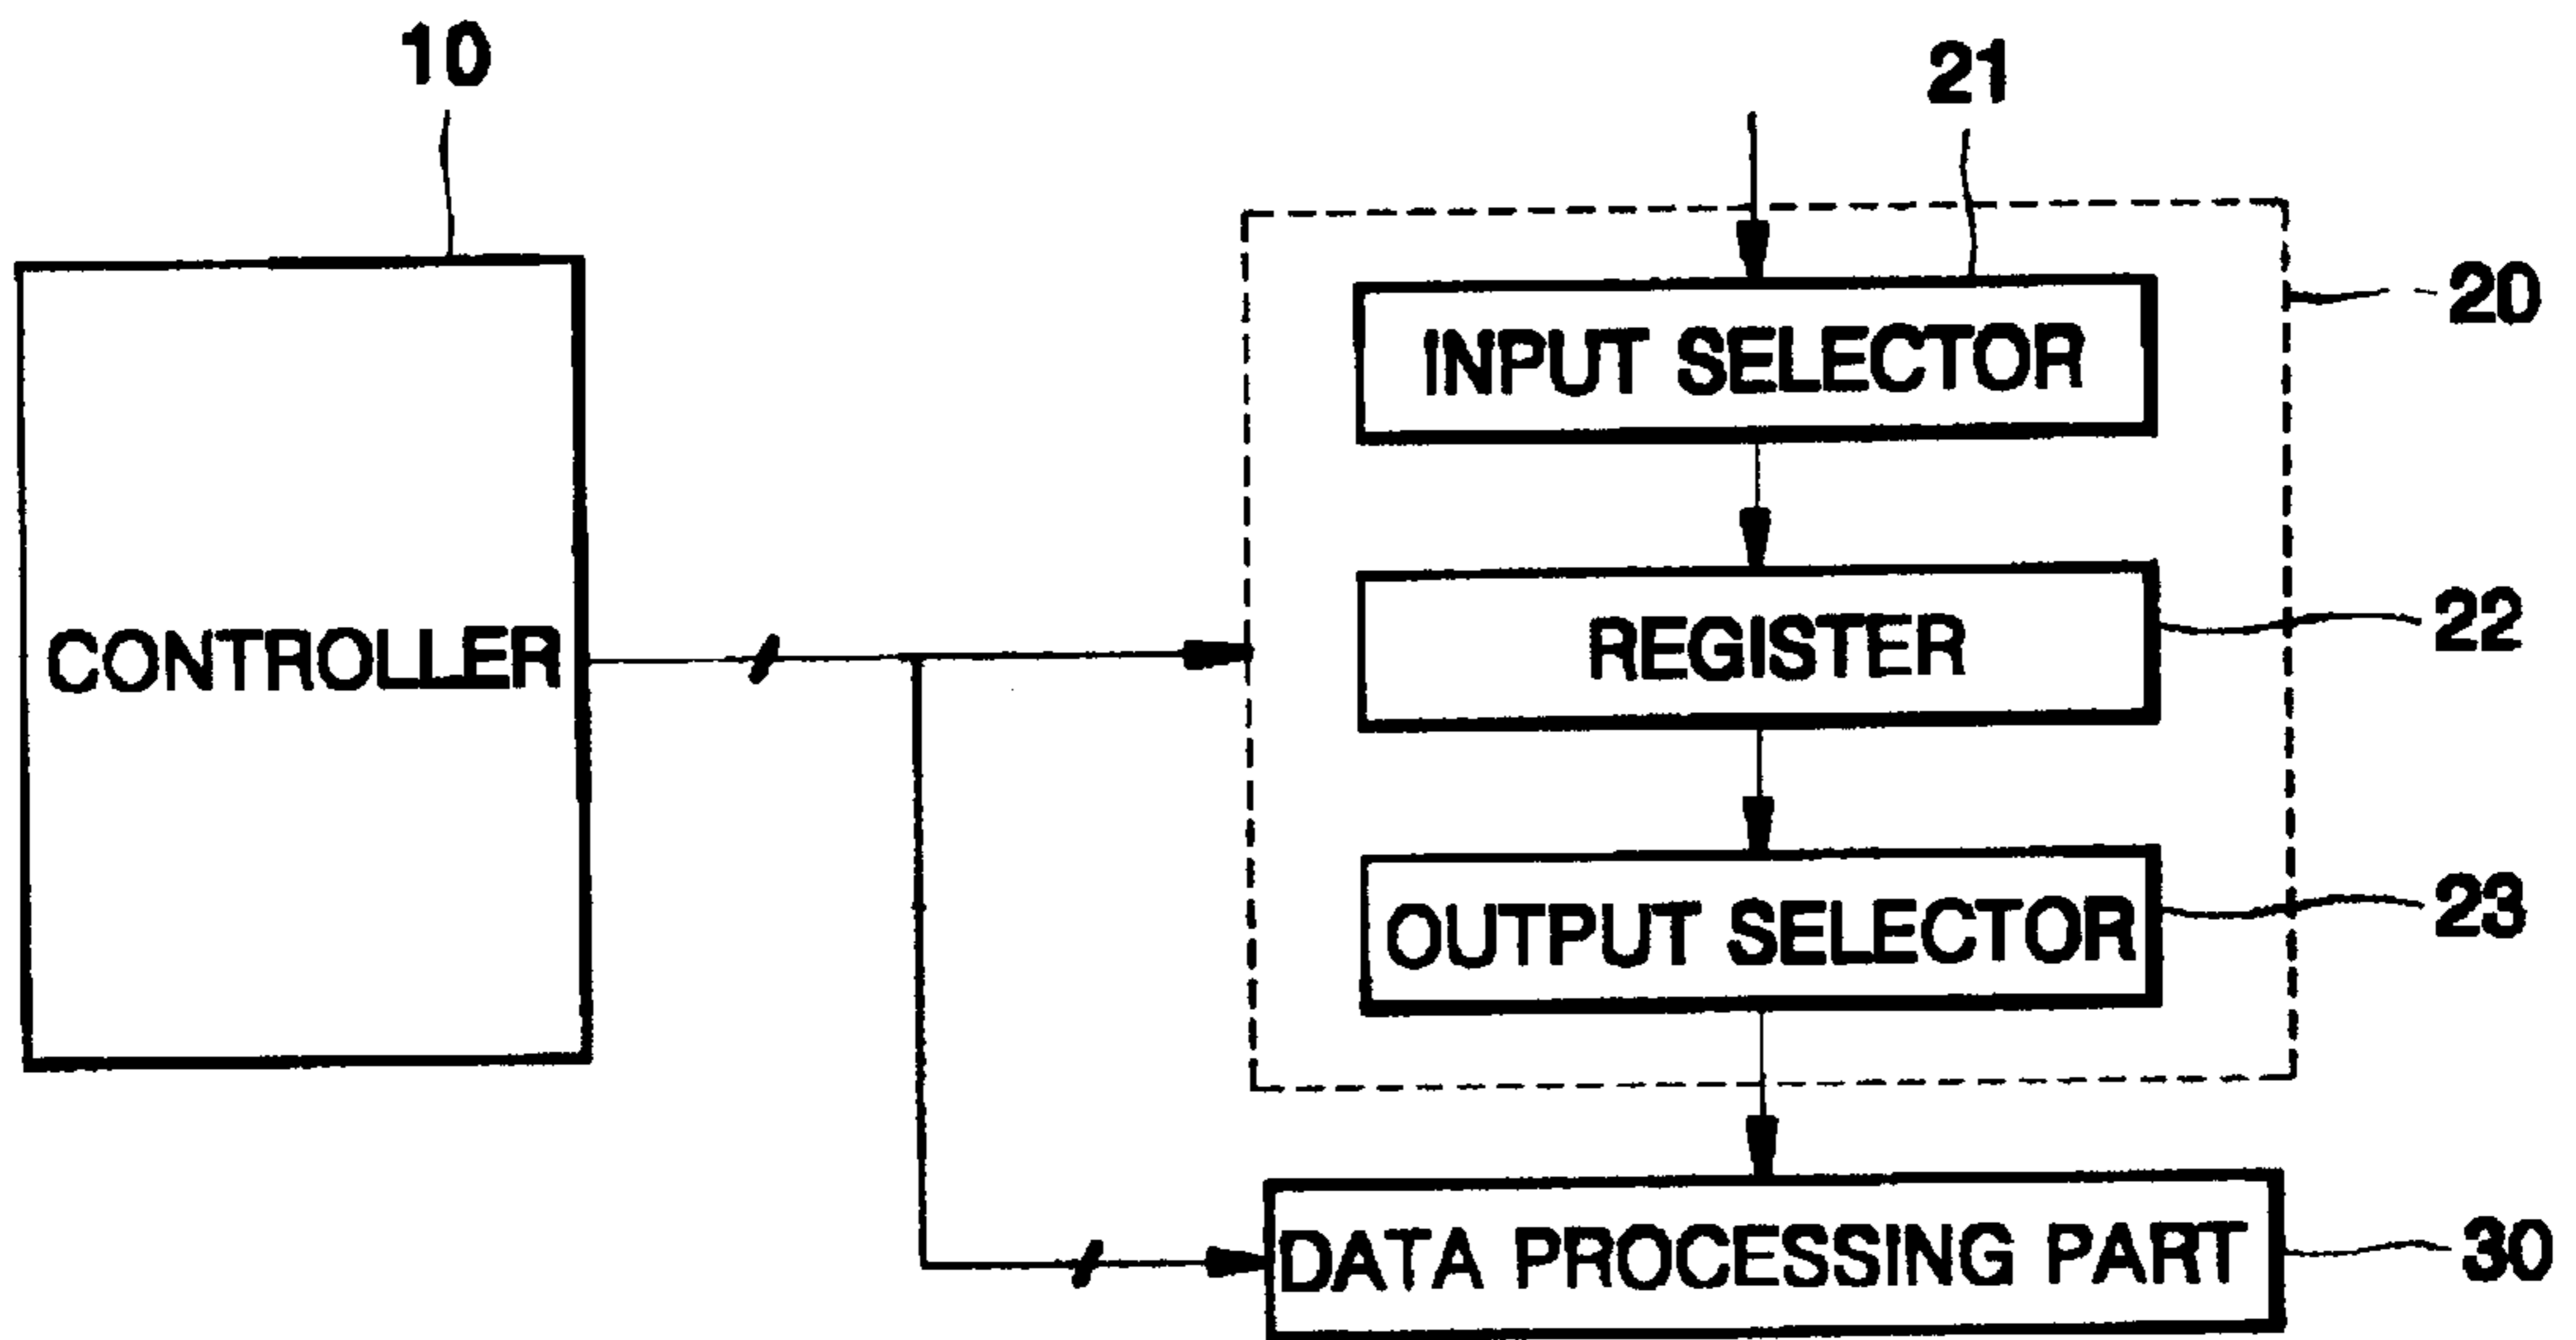 10
21
INPUT SELECTOR
20
CONTROLLER
REGISTER
22
OUTPUT SELECTOR
23
DATA PROCESSING PART
30